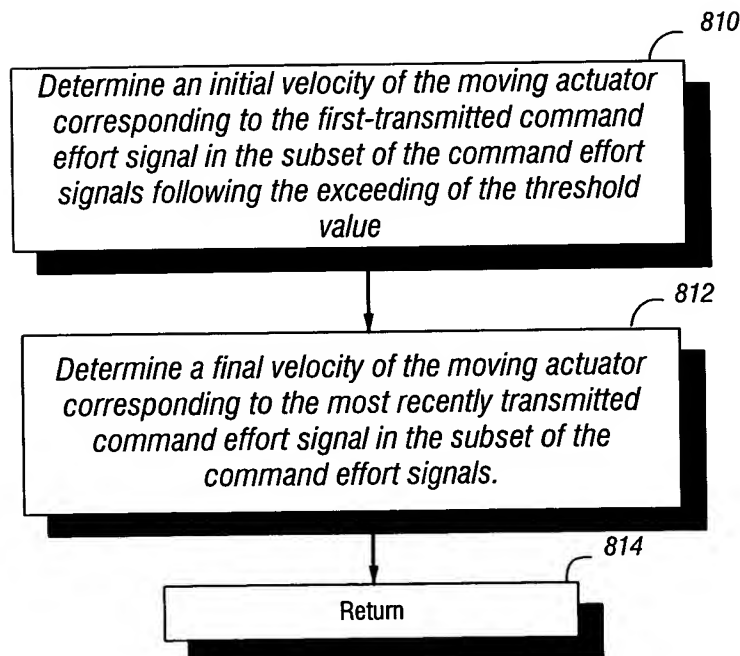 810
Determine an initial velocity of the moving actuator
corresponding to the first-transmitted command
effort signal in the subset of the command effort
signals following the exceeding of the threshold
value
812
Determine a final velocity of the moving actuator
corresponding to the most recently transmitted
command effort signal in the subset of the
command effort signals.
814
Return